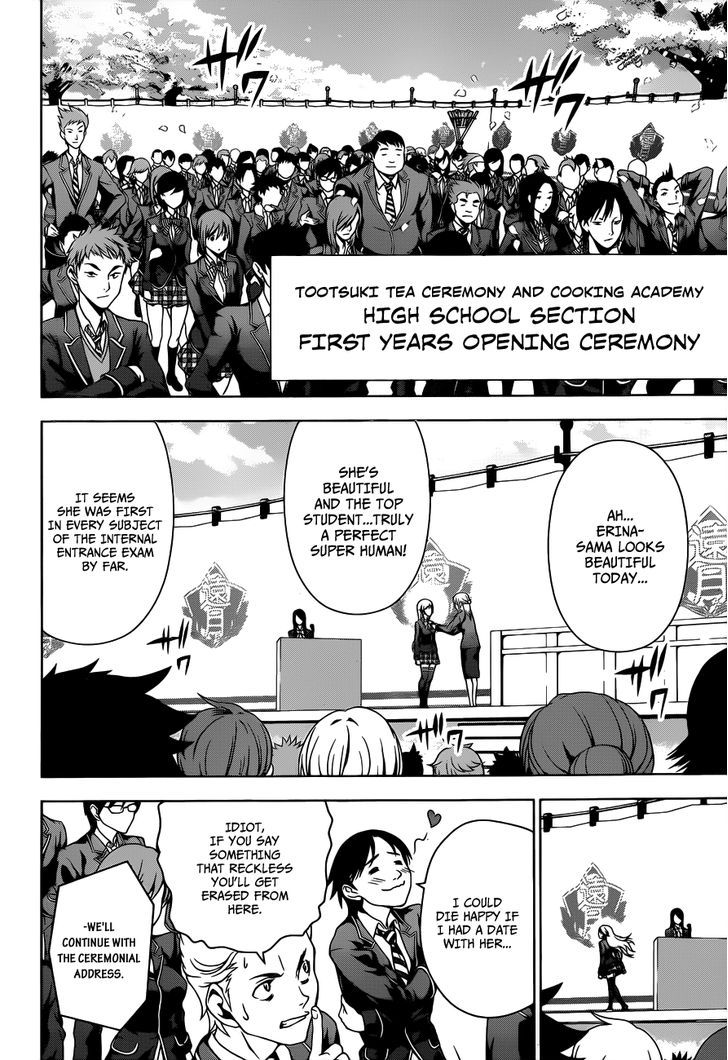 TOOTSUKI TEA CEREMONY AND COOKING ACADEMY
HIGH SCHOOL SECTION
FIRST YEARS OPENING CEREMONY
AH...
ERINA-
SAMA LOOKS
BEAUTIFUL
TODAY...
SHE'S
BEAUTIFUL
AND THE TOP
STUDENT...TRULY
A PERFECT
SUPER HUMAN!
IT SEEMS
SHE WAS FIRST
IN EVERY SUBJECT
OF THE INTERNAL
ENTRANCE EXAM
BY FAR.
I COULD
DIE HAPPY IF
I HAD A DATE
WITH HER...
IDIOT,
IF YOU SAY
SOMETHING
THAT RECKLESS
YOU'LL GET
ERASED FROM
HERE.
-WE'LL
CONTINUE WITH
THE CEREMONIAL
ADDRESS.